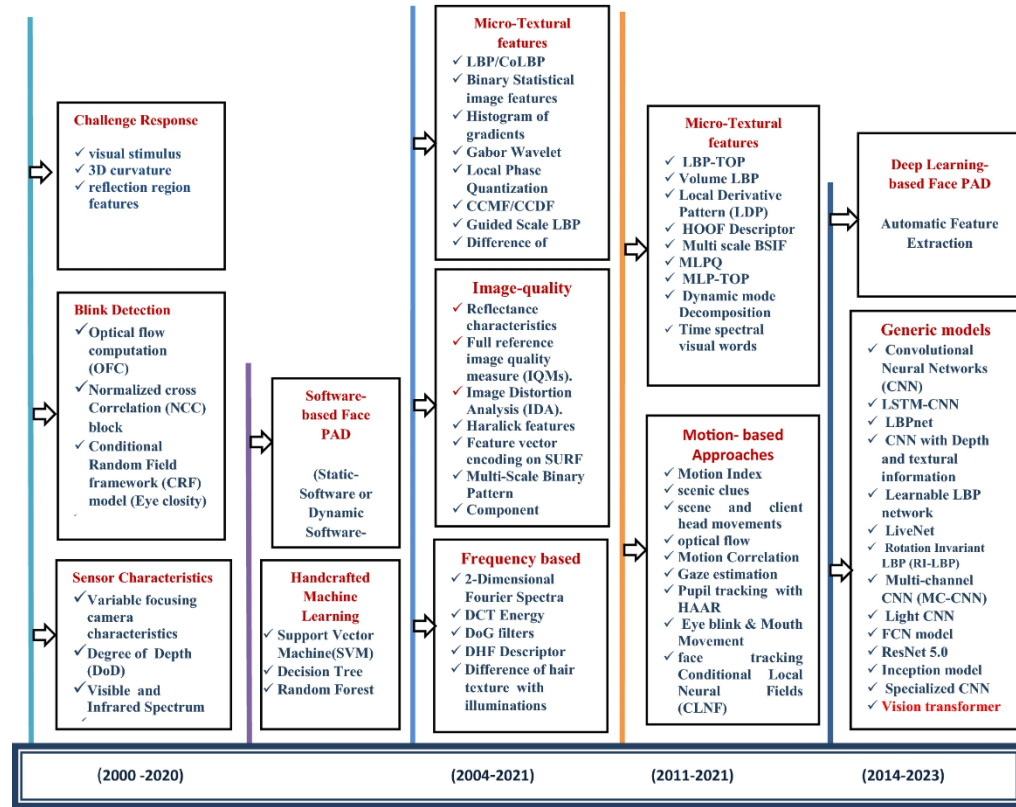 Challenge Response
✓ visual stimulus
✓ 3D curvature
✓ reflection region
features
Blink Detection
✓ Optical flow
computation
(OFC)
✓ Normalized cross
Correlation (NCC)
block
✓ Conditional
Random Field
framework (CRF)
model (Eye closity)
Sensor Characteristics
✓ Variable focusing
camera
characteristics
✓ Degree of Depth
(DoD)
✓ Visible and
Infrared Spectrum
Software-
based Face
PAD
(Static-
Software or
Dynamic
Software-
Handcrafted
Machine
Learning
✓ Support Vector
Machine(SVM)
✓ Decision Tree
✓ Random Forest
Micro-Textural
features
✓ LBP/CoLBP
✓ Binary Statistical
image features
✓ Histogram of
gradients
✓ Gabor Wavelet
✓ Local Phase
Quantization
✓ CCMF/CCDF
✓ Guided Scale LBP
✓ Difference of
Image-quality
✓ Reflectance
characteristics
✓ Full reference
image quality
measure (IQMs).
✓ Image Distortion
Analysis (IDA).
✓ Haralick features
✓ Feature vector
encoding on SURF
✓ Multi-Scale Binary
Pattern
✓ Component
Frequency based
✓ 2-Dimensional
Fourier Spectra
✓ DCT Energy
✓ DoG filters
✓ DHF Descriptor
✓ Difference of hair
texture with
illuminations
Micro-Textural
features
✓ LBP-TOP
✓ Volume LBP
✓ Local Derivative
Pattern (LDP)
✓ HOOF Descriptor
✓ Multi scale BSIF
✓ MLPQ
✓ MLP-TOP
✓ Dynamic mode
Decomposition
✓ Time spectral
visual words
Motion- based
Approaches
✓ Motion Index
✓ scenic clues
✓ scene and client
head movements
✓ optical flow
✓ Motion Correlation
✓ Gaze estimation
✓ Pupil tracking with
HAAR
✓ Eye blink & Mouth
Movement
✓ face tracking
Conditional Local
Neural Fields
(CLNF)
Deep Learning-
based Face PAD
Automatic Feature
Extraction
Generic models
✓ Convolutional
Neural Networks
(CNN)
✓ LSTM-CNN
✓ LBPnet
✓ CNN with Depth
and textural
information
✓ Learnable LBP
network
✓ LiveNet
✓ Rotation Invariant
LBP (RI-LBP)
✓ Multi-channel
CNN (MC-CNN)
✓ Light CNN
✓ FCN model
✓ ResNet 5.0
✓ Inception model
✓ Specialized CNN
✓ Vision transformer
(2000 -2020)
(2004-2021)
(2011-2021)
(2014-2023)